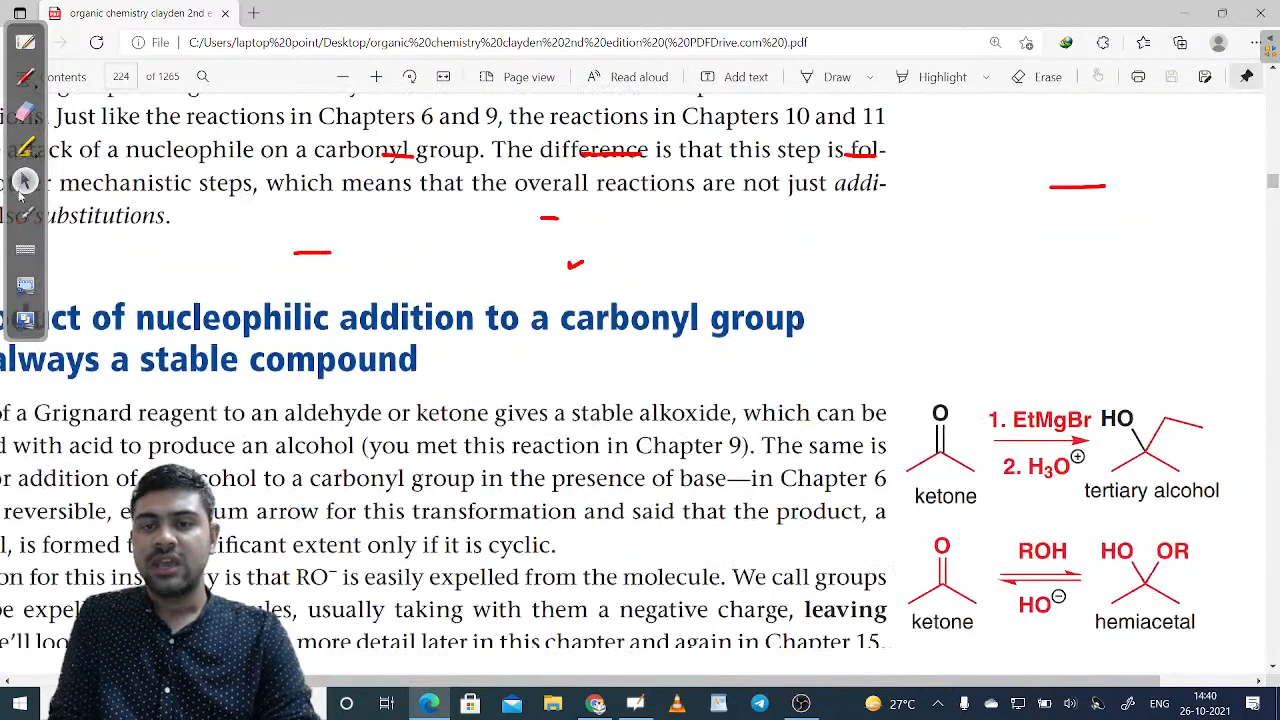 organic chemistry clayden 2nd e
File
C:/Users/laptop%20point/Desktop/organic%20chemistry%20clayden%20nd%20edition(%20PDFDrive.com%20).pdf
ontents 224 of 1265 Page view Read aloud Add text Draw Highlight Erase
Just like the reactions in Chapters 6 and 9, the reactions in Chapters 10 and 11
ack of a nucleophile on a carbonyl group. The difference is that this step is fol-
r mechanistic steps, which means that the overall reactions are not just addi-
substitutions.
duct of nucleophilic addition to a carbonyl group
always a stable compound
of a Grignard reagent to an aldehyde or ketone gives a stable alkoxide, which can be
d with acid to produce an alcohol (you met this reaction in Chapter 9). The same is
or addition of cohol to a carbonyl group in the presence of base—in Chapter 6
reversible, e um arrow for this transformation and said that the product, a
l, is formed ificant extent only if it is cyclic.
on for this ins y is that RO⁻ is easily expelled from the molecule. We call groups
be expel les, usually taking with them a negative charge, leaving
e'll loo more detail later in this chapter and again in Chapter 15.
O 1. EtMgBr HO
2. H₃O⊕
ketone tertiary alcohol
O ROH HO OR
HO⊖
ketone hemiacetal
27°C ENG 14:40
26-10-2021